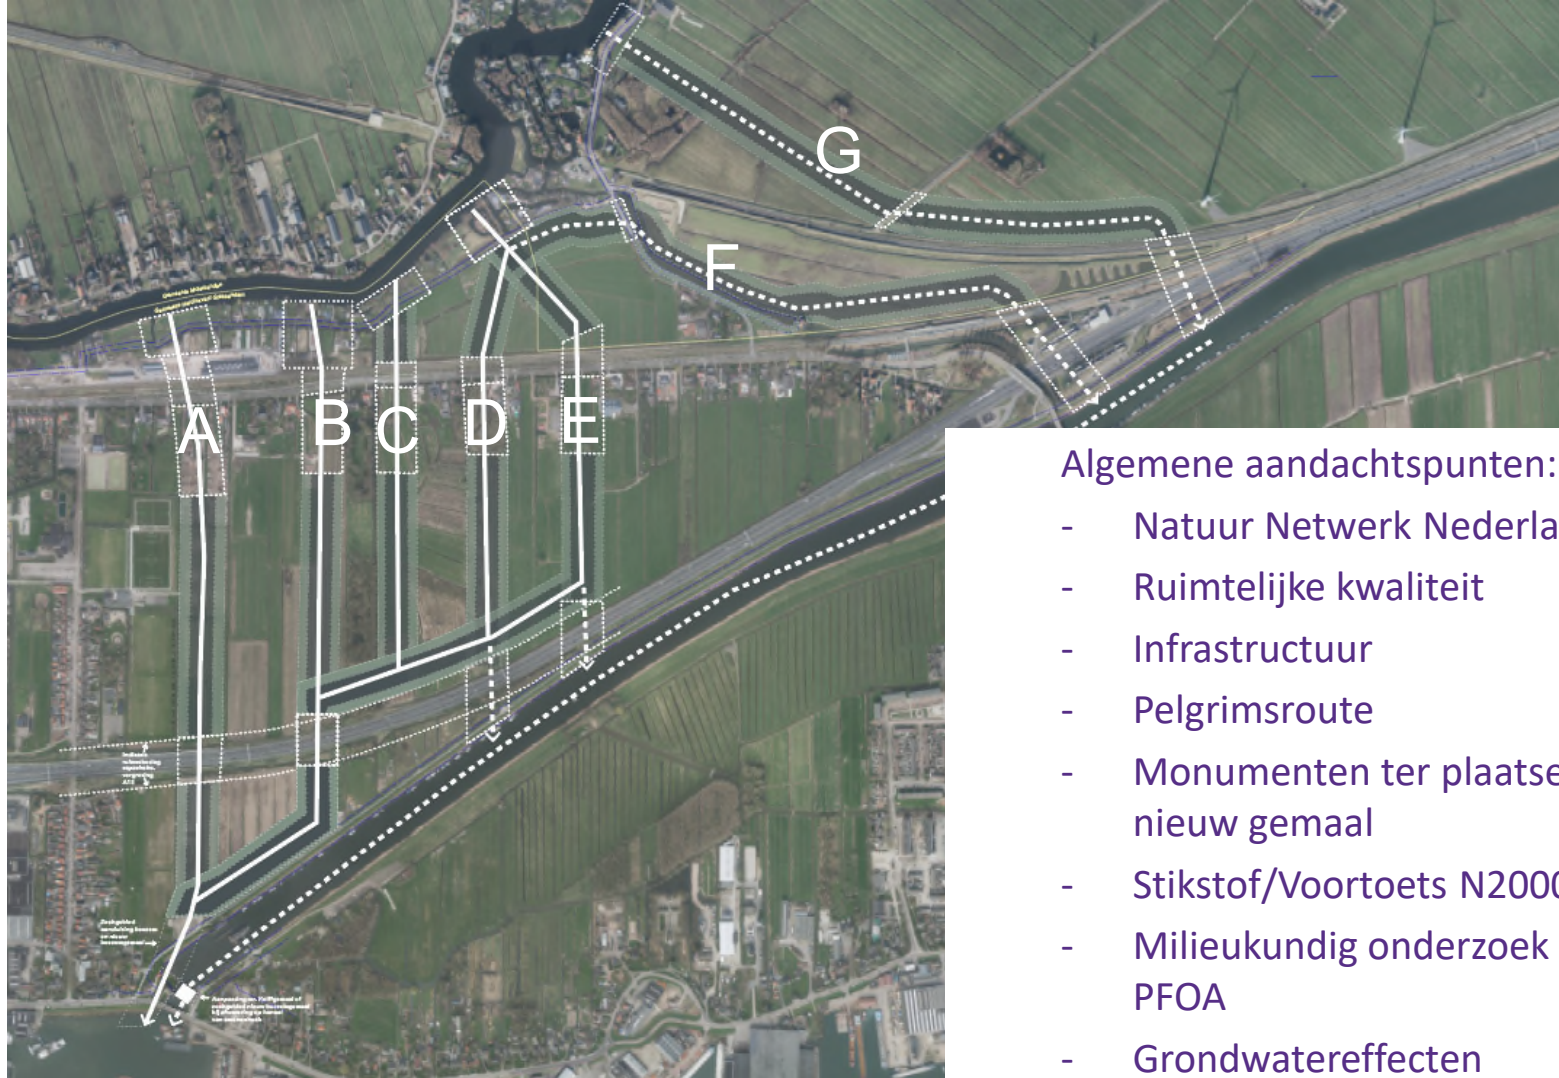 G
F
A
B
C
D
E
Algemene aandachtspunten:
- Natuur Netwerk Nederla
- Ruimtelijke kwaliteit
- Infrastructuur
- Pelgrimsroute
- Monumenten ter plaatse
nieuw gemaal
- Stikstof/Voortoets N2000
- Milieukundig onderzoek
PFOA
- Grondwatereffecten